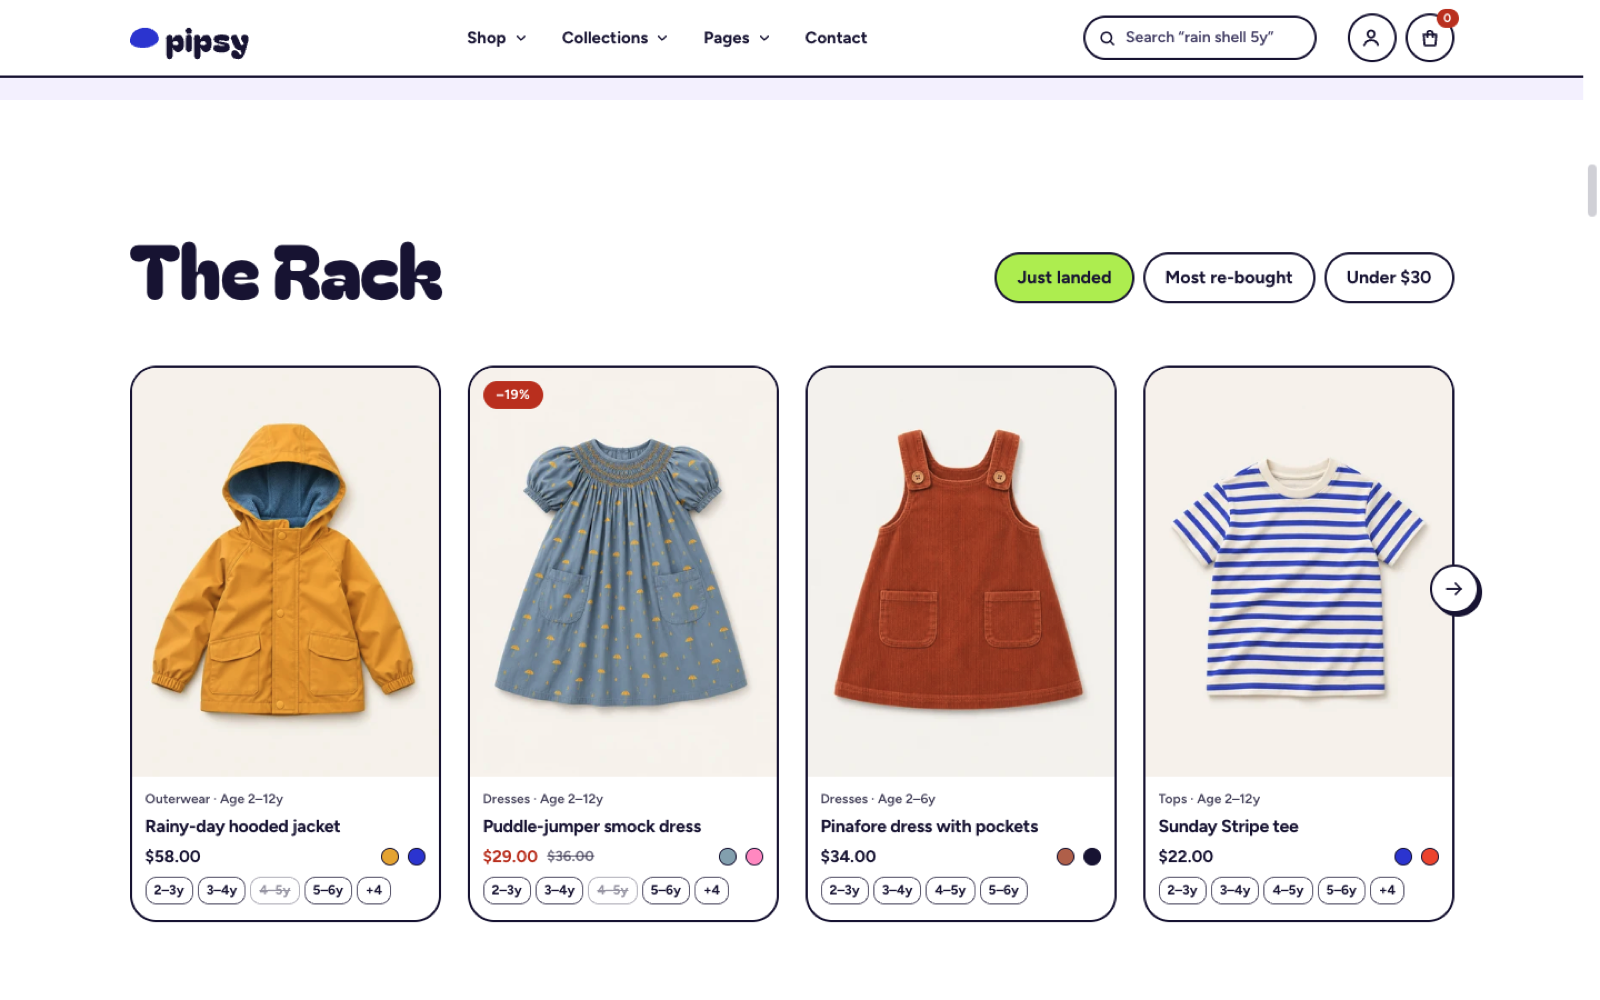 pipsy
Shop
Collections
Pages
Contact
Search “rain shell 5y”
0
The Rack
Just landed
Most re-bought
Under $30
Outerwear · Age 2–12y
Rainy-day hooded jacket
$58.00
2–3y 3–4y 4–5y 5–6y +4
–19%
Dresses · Age 2–12y
Puddle-jumper smock dress
$29.00 $36.00
2–3y 3–4y 4–5y 5–6y +4
Dresses · Age 2–6y
Pinafore dress with pockets
$34.00
2–3y 3–4y 4–5y 5–6y
Tops · Age 2–12y
Sunday Stripe tee
$22.00
2–3y 3–4y 4–5y 5–6y +4